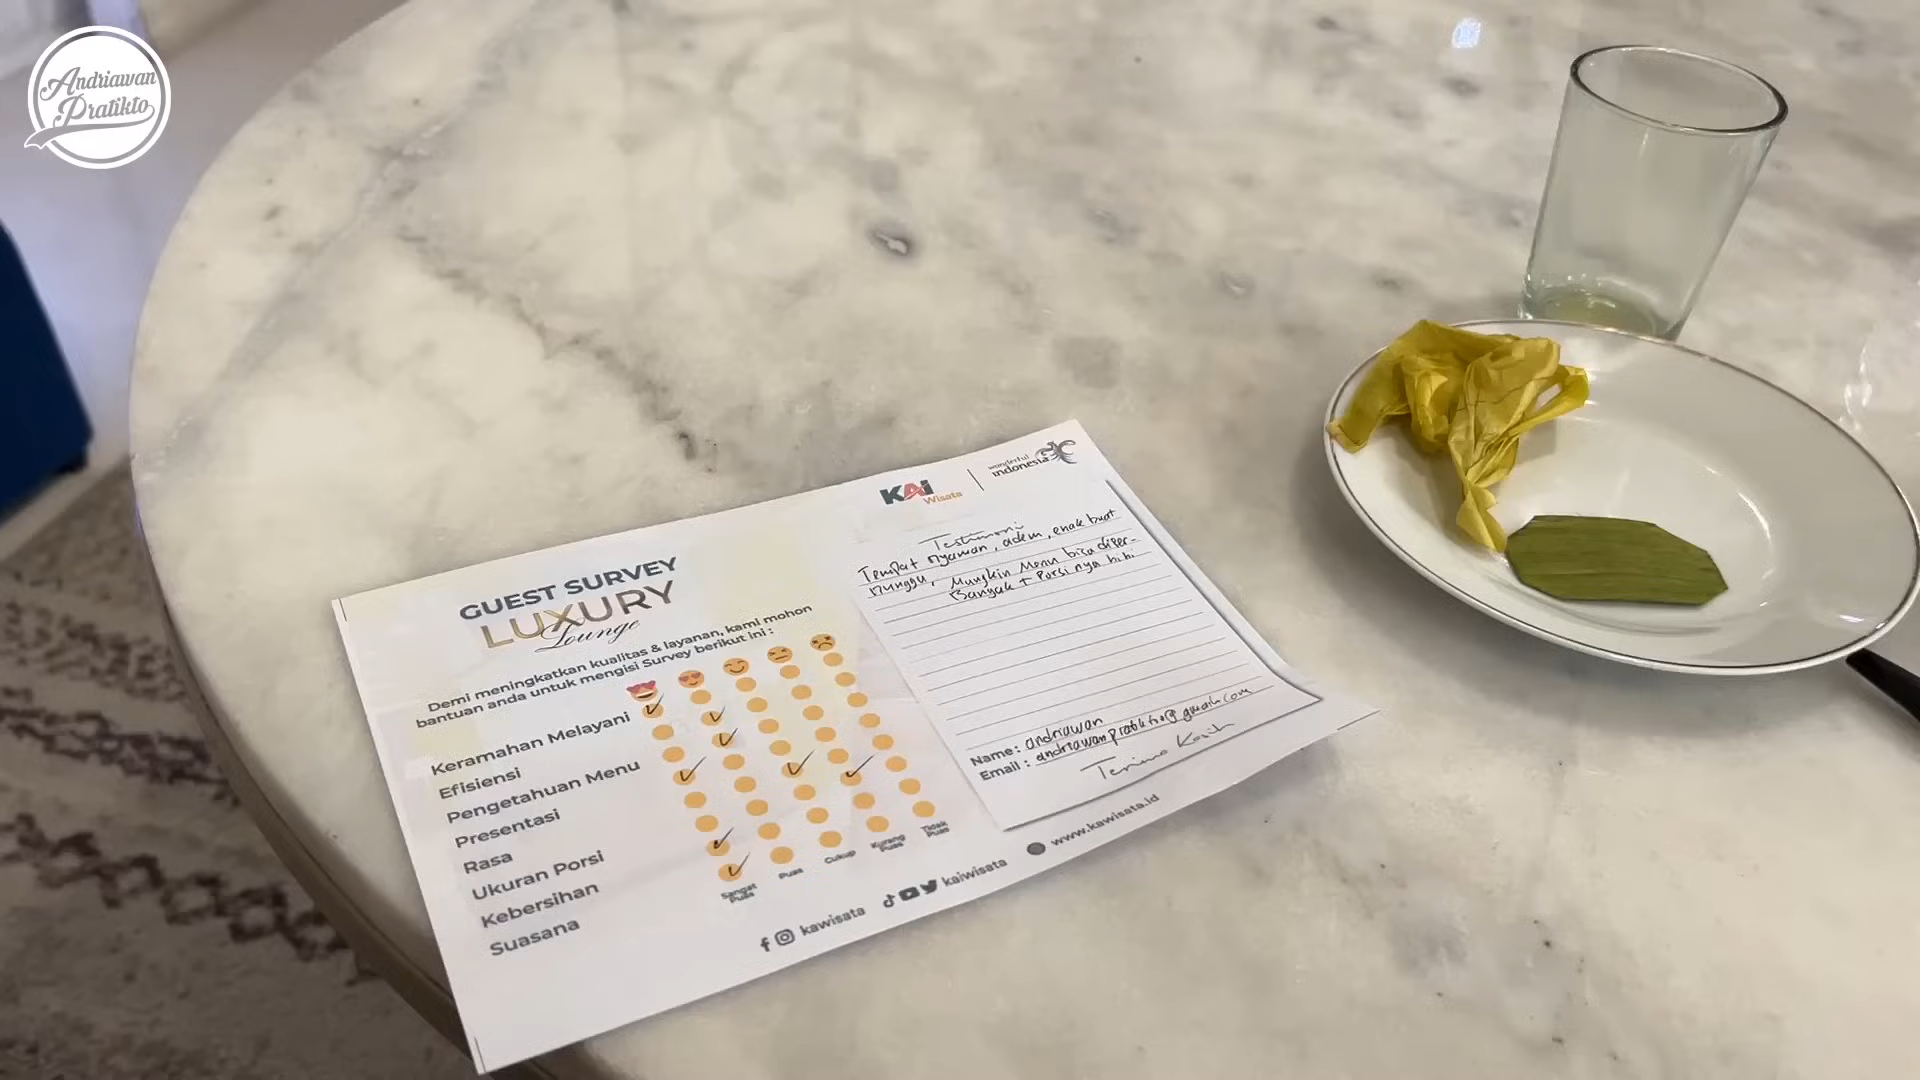 Andriawan
Pratikto
KAI Wisata
wonderful indonesia
GUEST SURVEY
LUXURY
Lounge
Demi meningkatkan kualitas & layanan, kami mohon
bantuan anda untuk mengisi Survey berikut ini :
Keramahan Melayani
Efisiensi
Pengetahuan Menu
Presentasi
Rasa
Ukuran Porsi
Kebersihan
Suasana
Sangat Puas
Puas
Cukup
Kurang Puas
Tidak Puas
Testimoni
Tempat nyaman, adem, enak buat
nunggu, Mungkin Menu bisa diper-
Banyak + Porsi nya hihi
Name : andriawan
Email : andriawanpratikto@gmail.com
Terima Kasih
kawisata
kaiwisata
www.kawisata.id